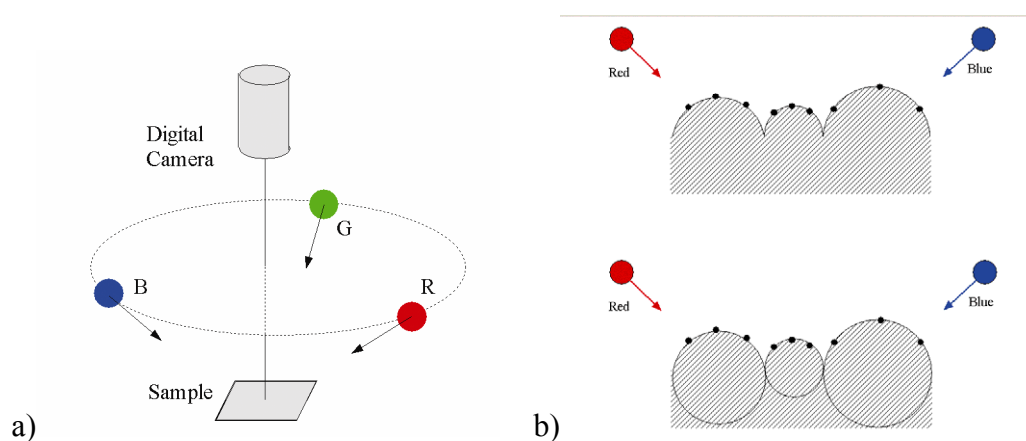 Digital
Camera
G
B
R
Sample
a)
Red
Blue
Red
Blue
b)